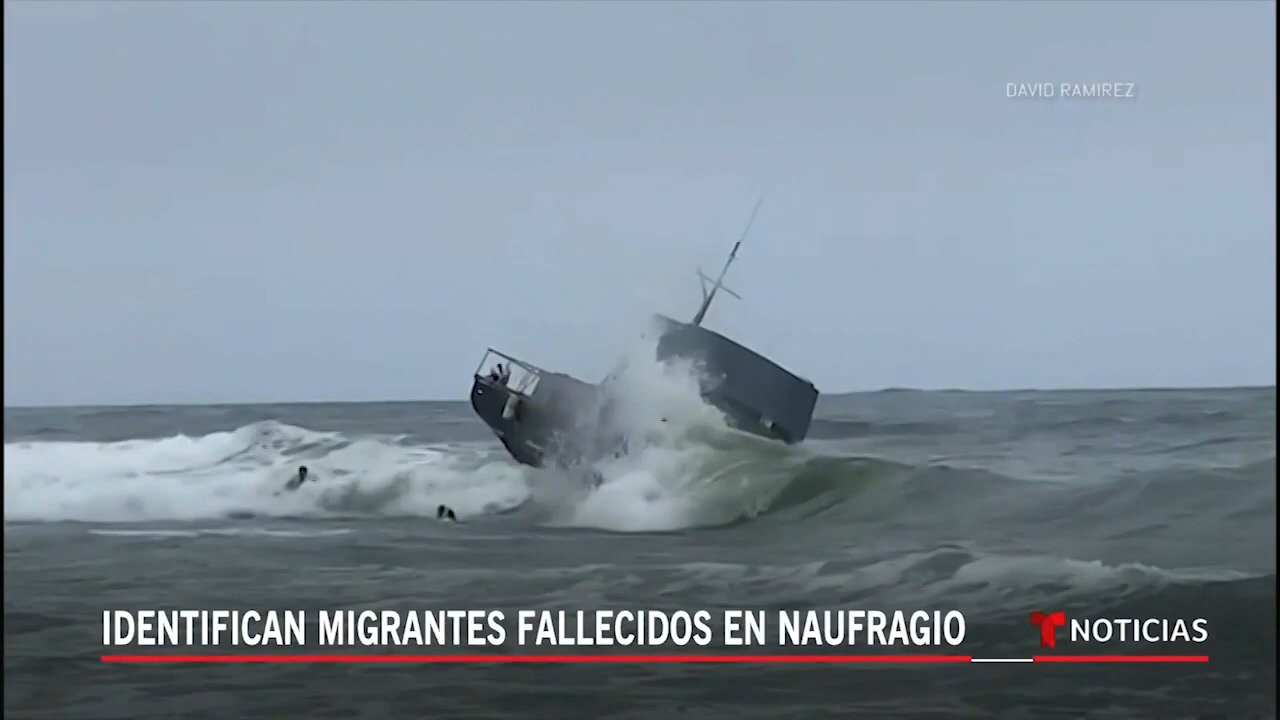 DAVID RAMIREZ
IDENTIFICAN MIGRANTES FALLECIDOS EN NAUFRAGIO
NOTICIAS